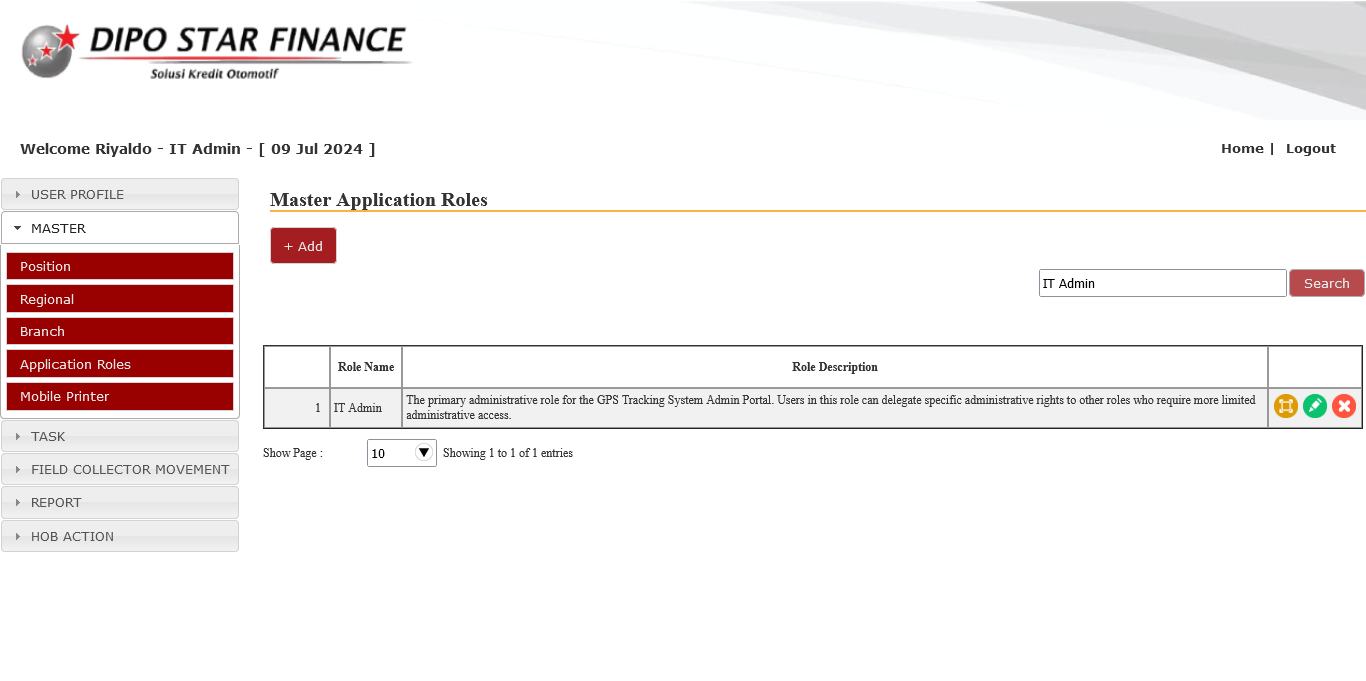 DIPO STAR FINANCE
Solusi Kredit Otomotif
Welcome Riyaldo - IT Admin - [ 09 Jul 2024 ]
Home | Logout
USER PROFILE
MASTER
Position
Regional
Branch
Application Roles
Mobile Printer
TASK
FIELD COLLECTOR MOVEMENT
REPORT
HOB ACTION
Master Application Roles
+ Add
IT Admin Search
Role Name Role Description
1 IT Admin The primary administrative role for the GPS Tracking System Admin Portal. Users in this role can delegate specific administrative rights to other roles who require more limited
administrative access.
Show Page : 10 Showing 1 to 1 of 1 entries